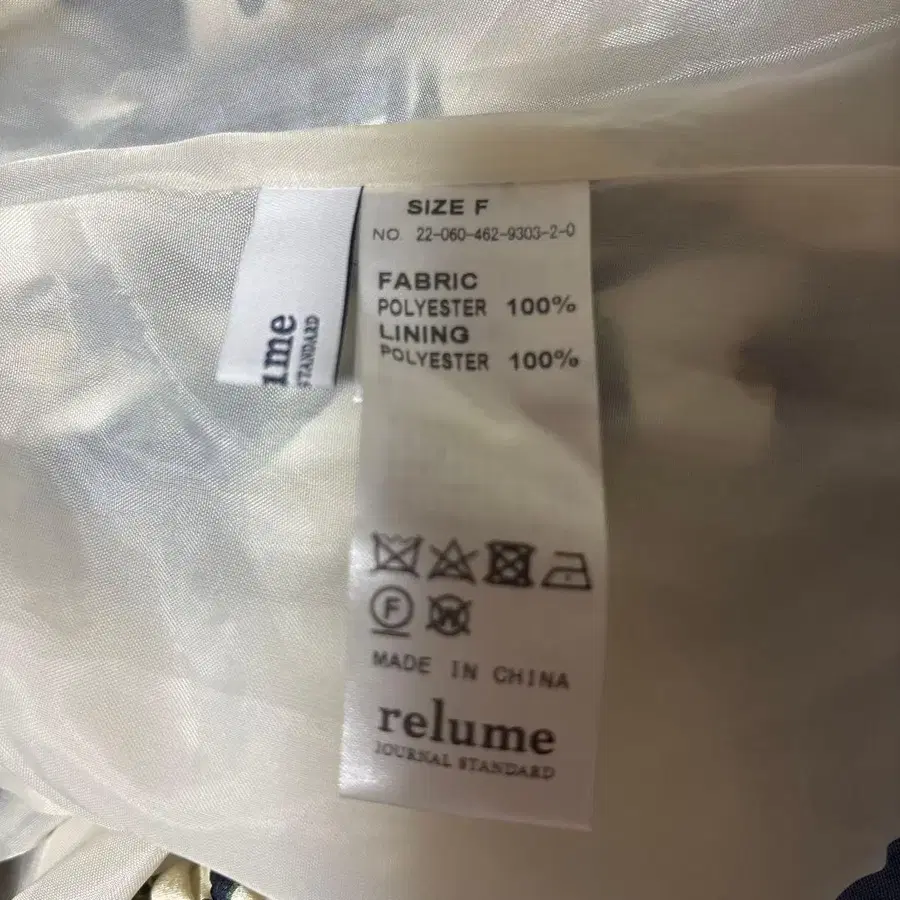 SIZE F
NO. 22-060-462-9303-2-0
FABRIC
POLYESTER 100%
LINING
POLYESTER 100%
F
W
MADE IN CHINA
relume
JOURNAL STANDARD
ume
STANDARD